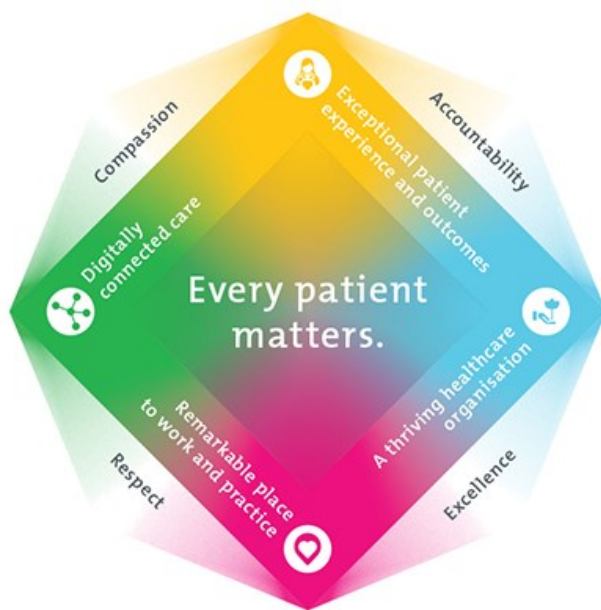 Compassion
Accountability
Exceptional patient
experience and outcomes
Digitally
connected care
Every patient
matters.
A thriving healthcare
organisation
Remarkable place
to work and practice
Respect
Excellence